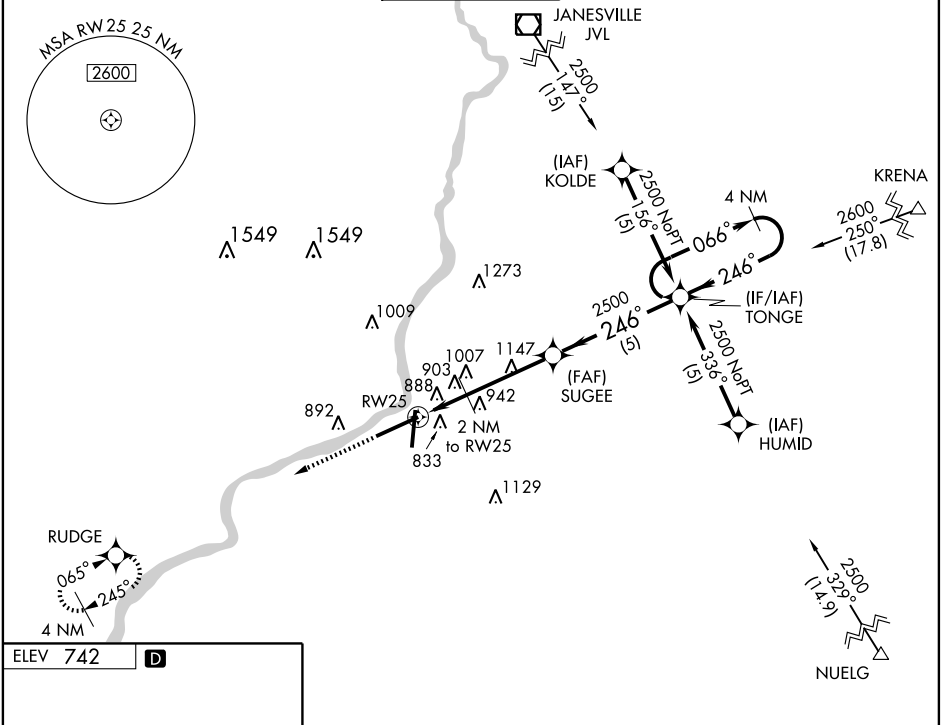 MSA RW25 25 NM
2600
JANESVILLE
JVL
2500
147°
(15)
(IAF)
KOLDE
2500 NoPT
156°
(5)
4 NM
066°
246°
KRENA
2600
250°
(17.8)
1549
1549
1273
1009
2500
246°
(5)
(IF/IAF)
TONGE
2500 NoPT
336°
(5)
1147
1007
903
888
942
(FAF)
SUGEE
RW25
892
2 NM
to RW25
833
(IAF)
HUMID
1129
RUDGE
065°
245°
4 NM
2500
329°
(14.9)
NUELG
ELEV 742 D